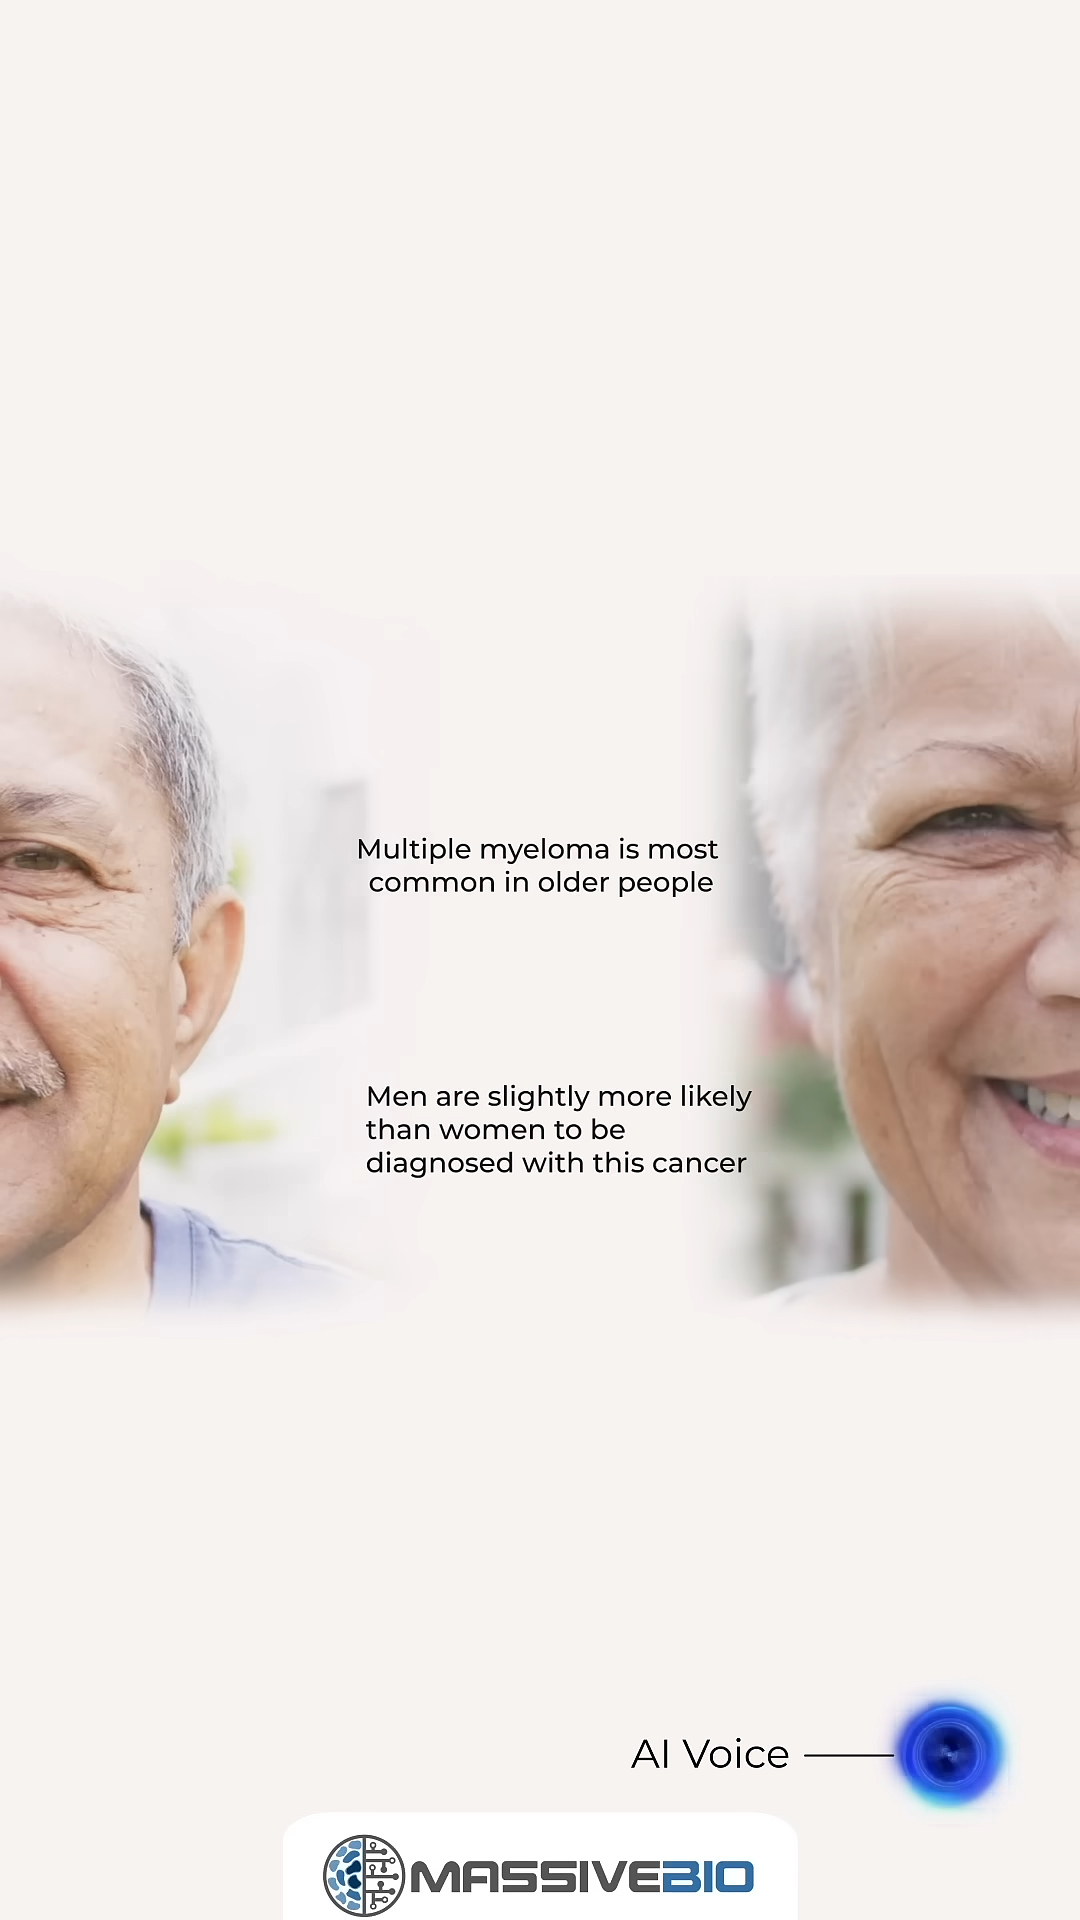 Multiple myeloma is most
common in older people
Men are slightly more likely
than women to be
diagnosed with this cancer
AI Voice
MASSIVEBIO